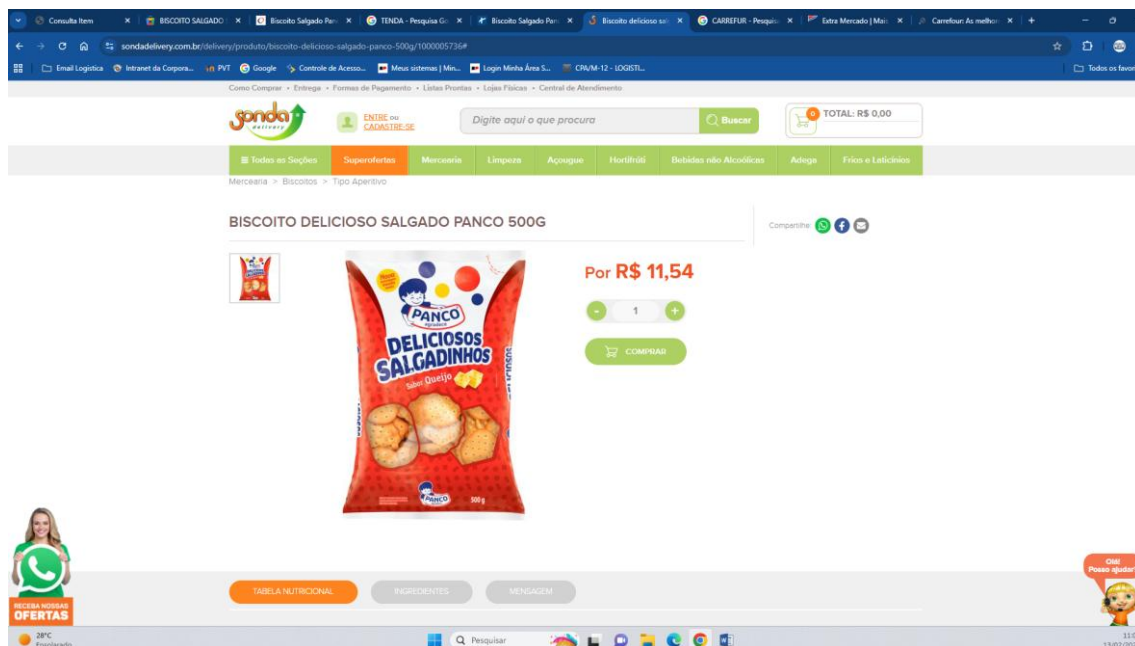 Consulta Item
BISCOITO SALGADO
Biscoito Salgado Pan
TENDA - Pesquisa Go
Biscoito Salgado Pan
Biscoito delicioso sal
CARREFUR - Pesquis
Extra Mercado | Mais
Carrefour: As melhor
sondadelivery.com.br/delivery/produto/biscoito-delicioso-salgado-panco-500g/1000005736#
Email Logistica
Intranet da Corpora...
PVT
Google
Controle de Acesso...
Meus sistemas | Min...
Login Minha Área S...
CPA/M-12 - LOGISTI...
Todos os favor
Como Comprar • Entrega • Formas de Pagamento • Listas Prontas • Lojas Físicas • Central de Atendimento
sonda
delivery
ENTRE ou
CADASTRE-SE
Digite aqui o que procura
Buscar
0
TOTAL: R$ 0,00
Todas as Seções
Superofertas
Mercearia
Limpeza
Açougue
Hortifrúti
Bebidas não Alcoólicas
Adega
Frios e Laticínios
Mercearia > Biscoitos > Tipo Aperitivo
BISCOITO DELICIOSO SALGADO PANCO 500G
Compartilhe:
PANCO
DELICIOSOS
SALGADINHOS
Sabor Queijo
DELICIOSOS
PANCO
500 g
Por R$ 11,54
- 1 +
COMPRAR
RECEBA NOSSAS
OFERTAS
Olá!
Posso ajudar
TABELA NUTRICIONAL
INGREDIENTES
MENSAGEM
28°C
Ensolarado
Pesquisar